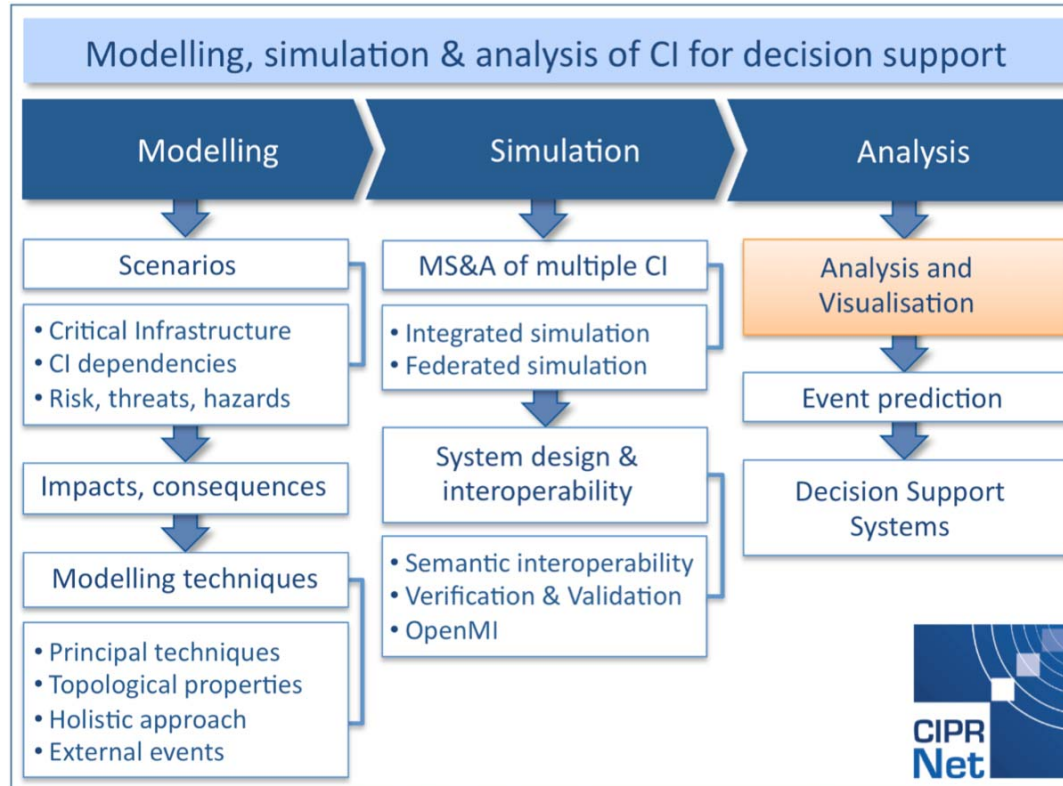 Modelling, simulation & analysis of CI for decision support
Modelling
Simulation
Analysis
Scenarios
• Critical Infrastructure
• CI dependencies
• Risk, threats, hazards
Impacts, consequences
Modelling techniques
• Principal techniques
• Topological properties
• Holistic approach
• External events
MS&A of multiple CI
• Integrated simulation
• Federated simulation
System design &
interoperability
• Semantic interoperability
• Verification & Validation
• OpenMI
Analysis and
Visualisation
Event prediction
Decision Support
Systems
CIPR
Net